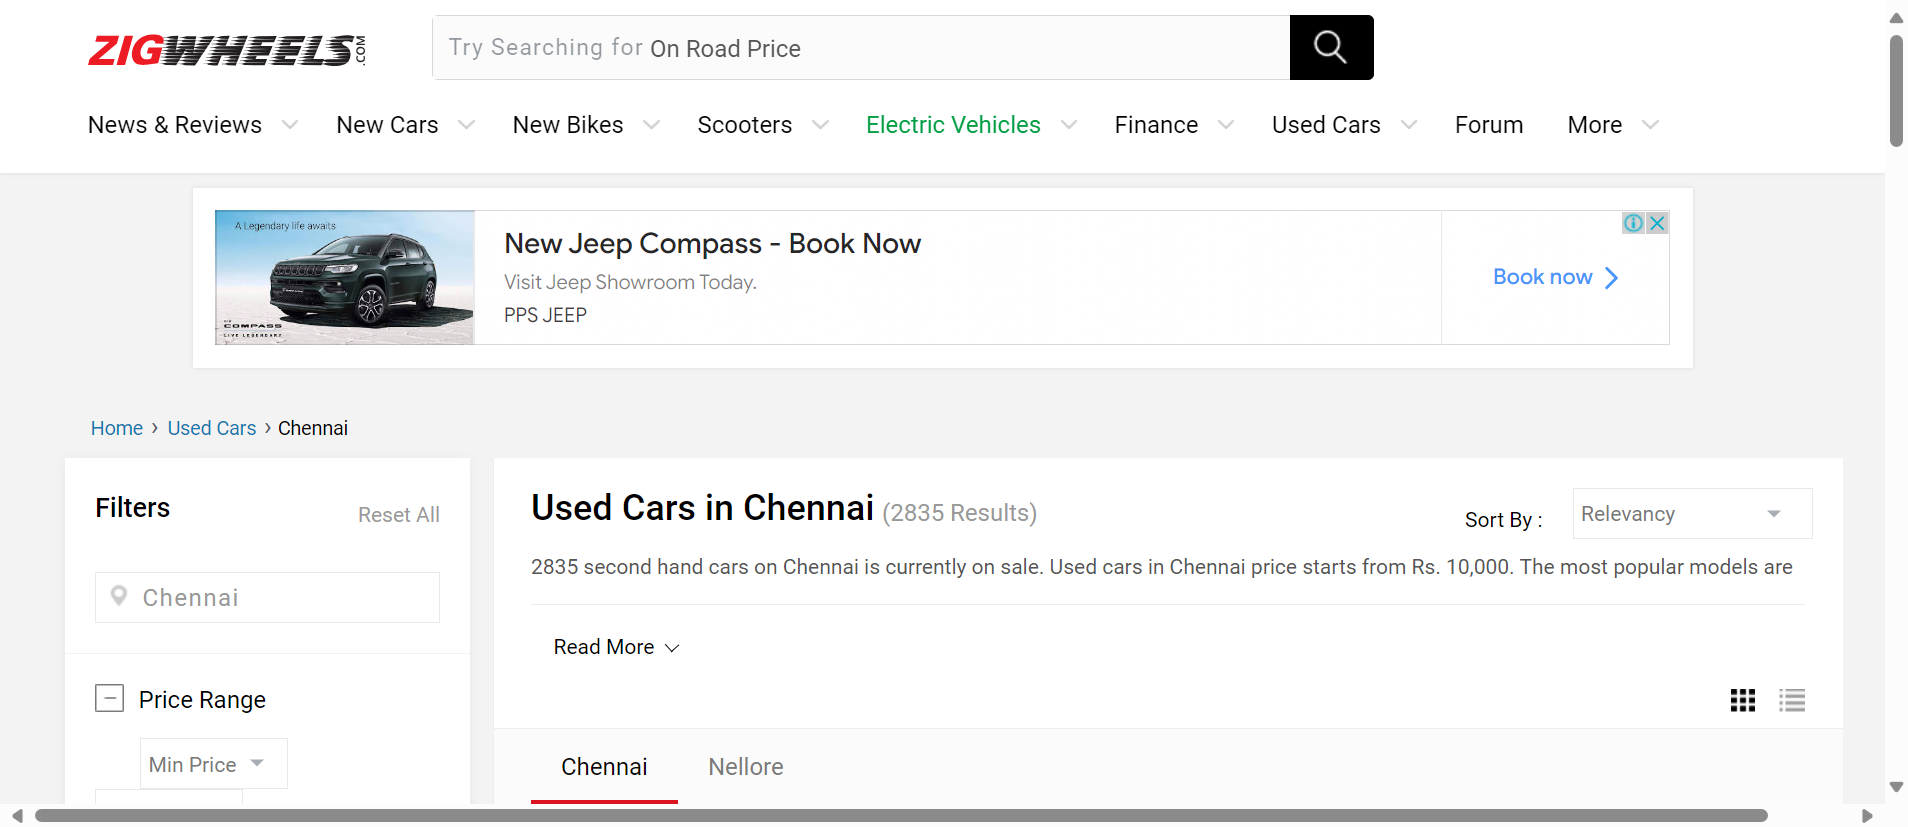 ZIGWHEELS.COM
Try Searching for On Road Price
News & Reviews New Cars New Bikes Scooters Electric Vehicles Finance Used Cars Forum More
A Legendary life awaits
New Jeep Compass - Book Now
Visit Jeep Showroom Today.
PPS JEEP
Book now
NEW
COMPASS
LIVE LEGENDARY
Home › Used Cars › Chennai
Filters
Reset All
Chennai
Price Range
Min Price
Used Cars in Chennai (2835 Results)
Sort By :
Relevancy
2835 second hand cars on Chennai is currently on sale. Used cars in Chennai price starts from Rs. 10,000. The most popular models are
Read More
Chennai Nellore